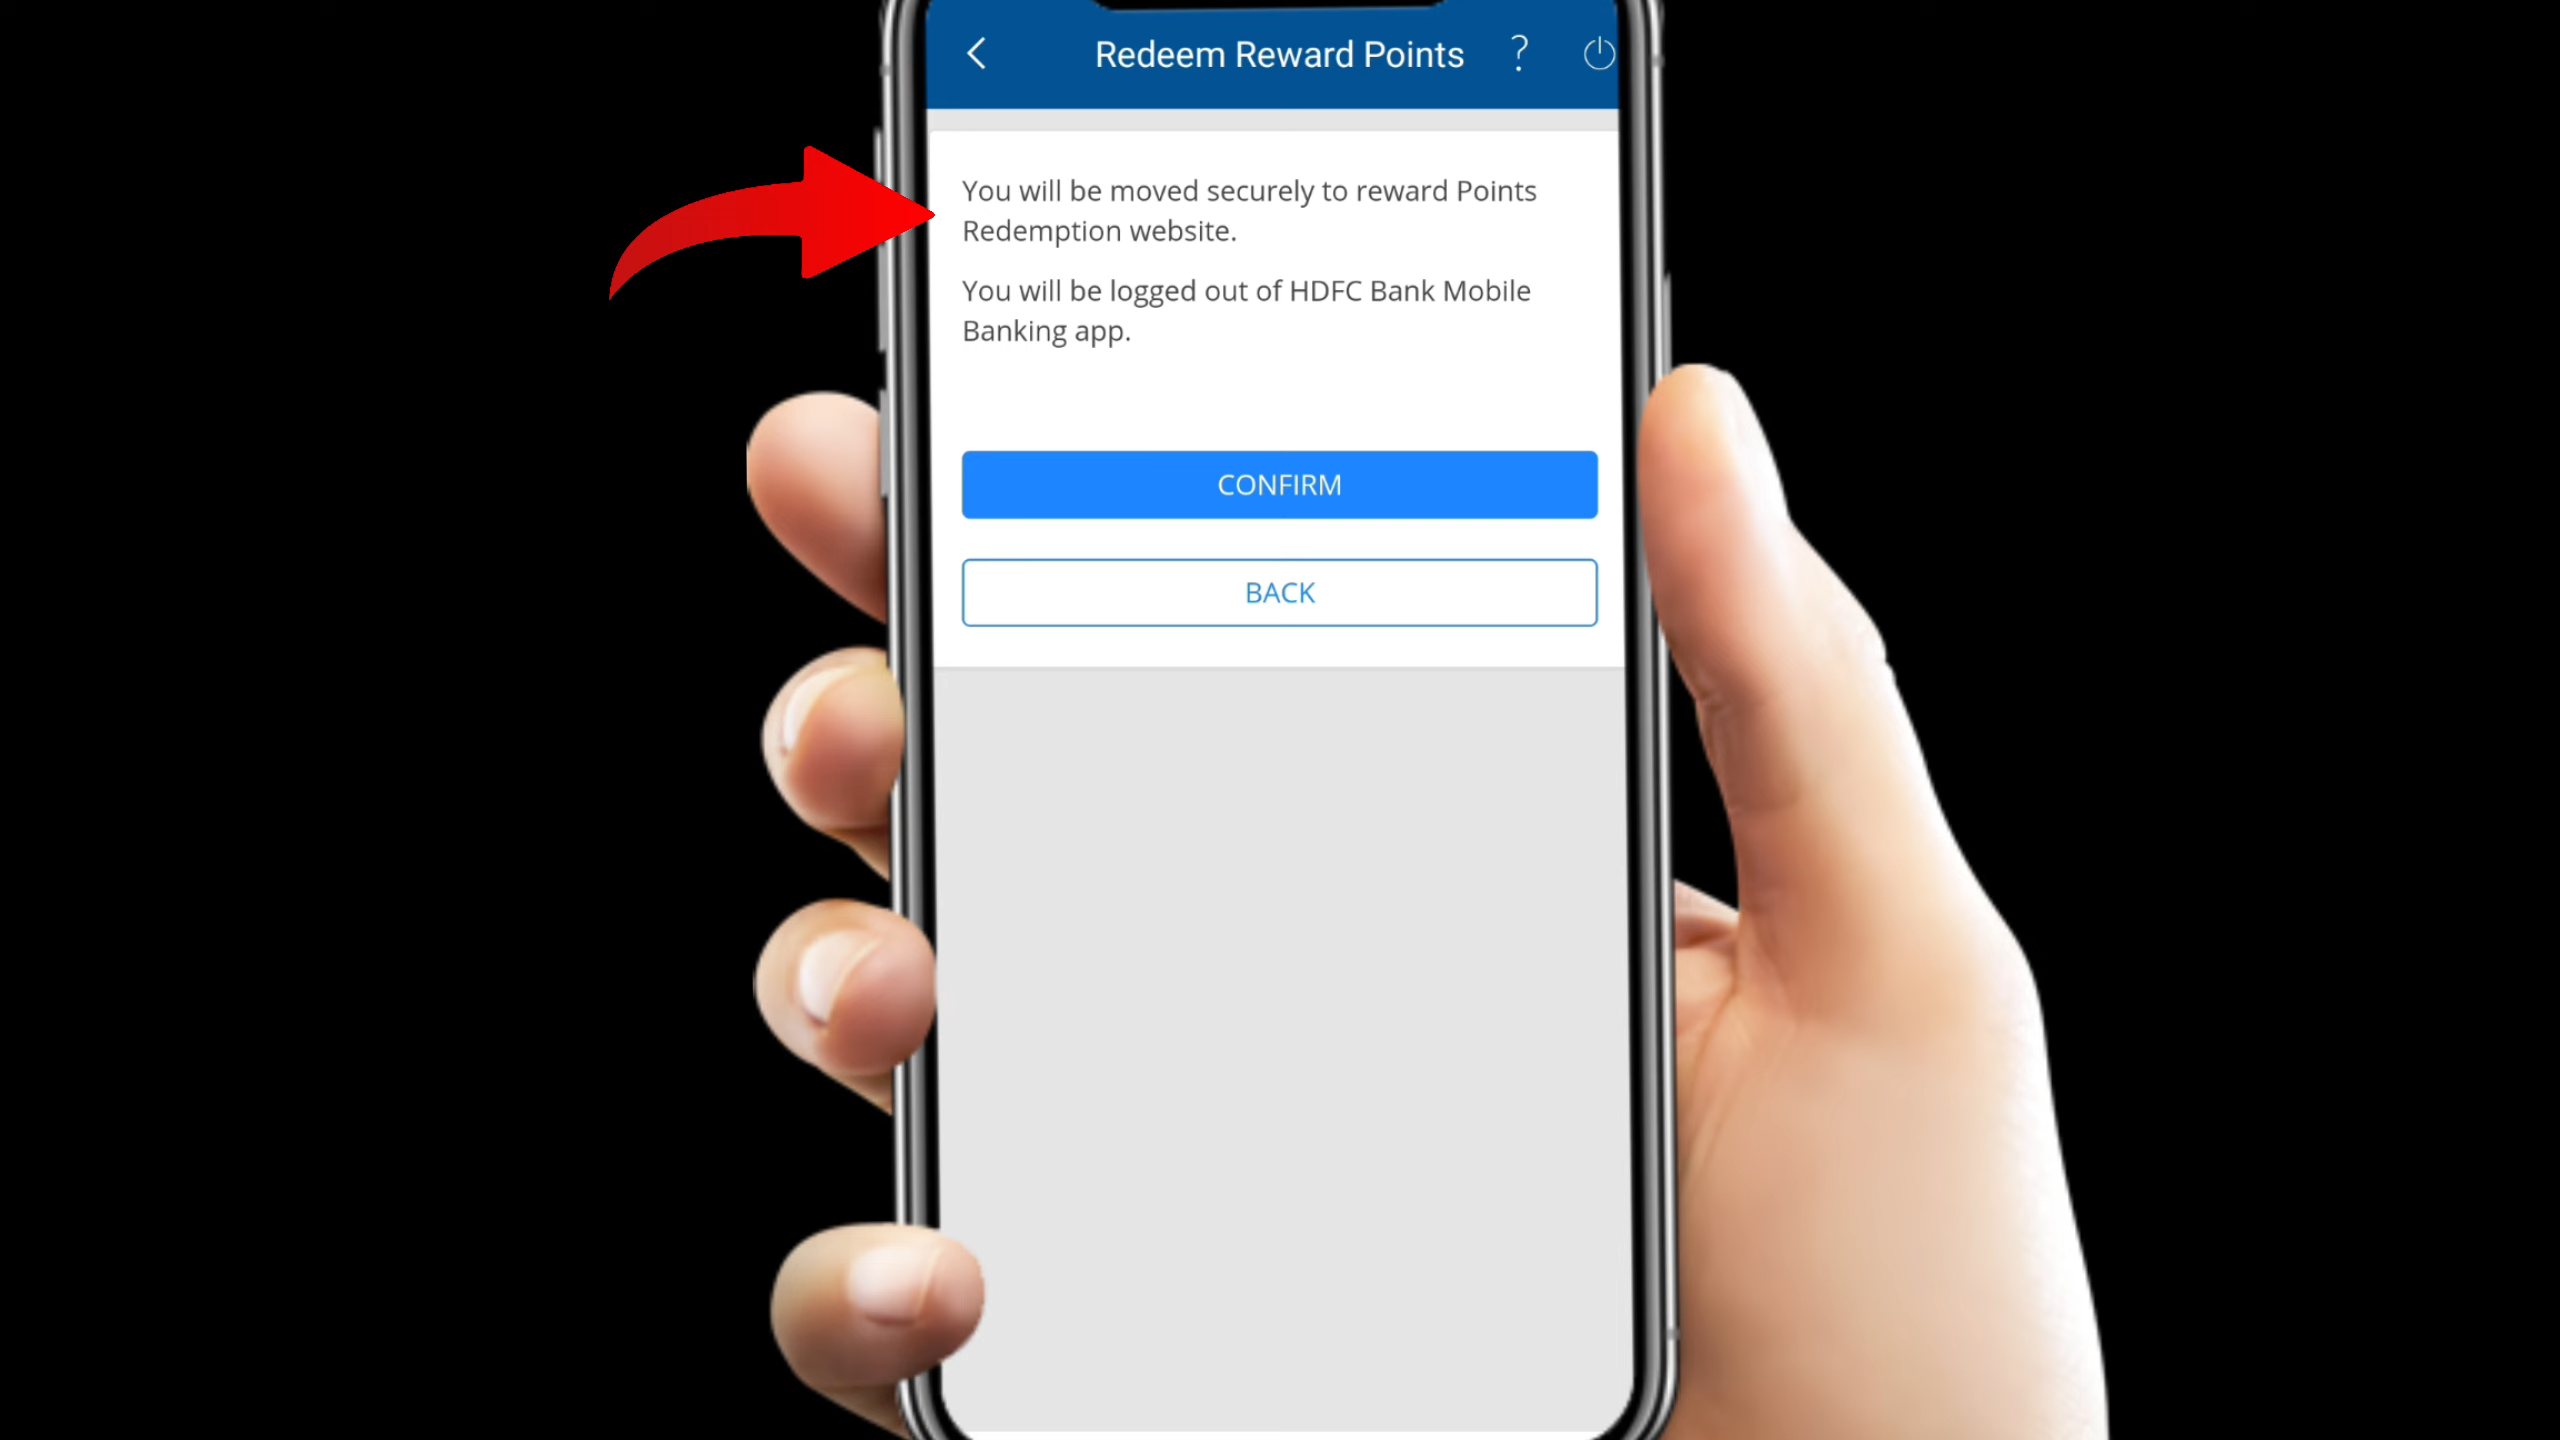 Redeem Reward Points ?
You will be moved securely to reward Points
Redemption website.
You will be logged out of HDFC Bank Mobile
Banking app.
CONFIRM
BACK